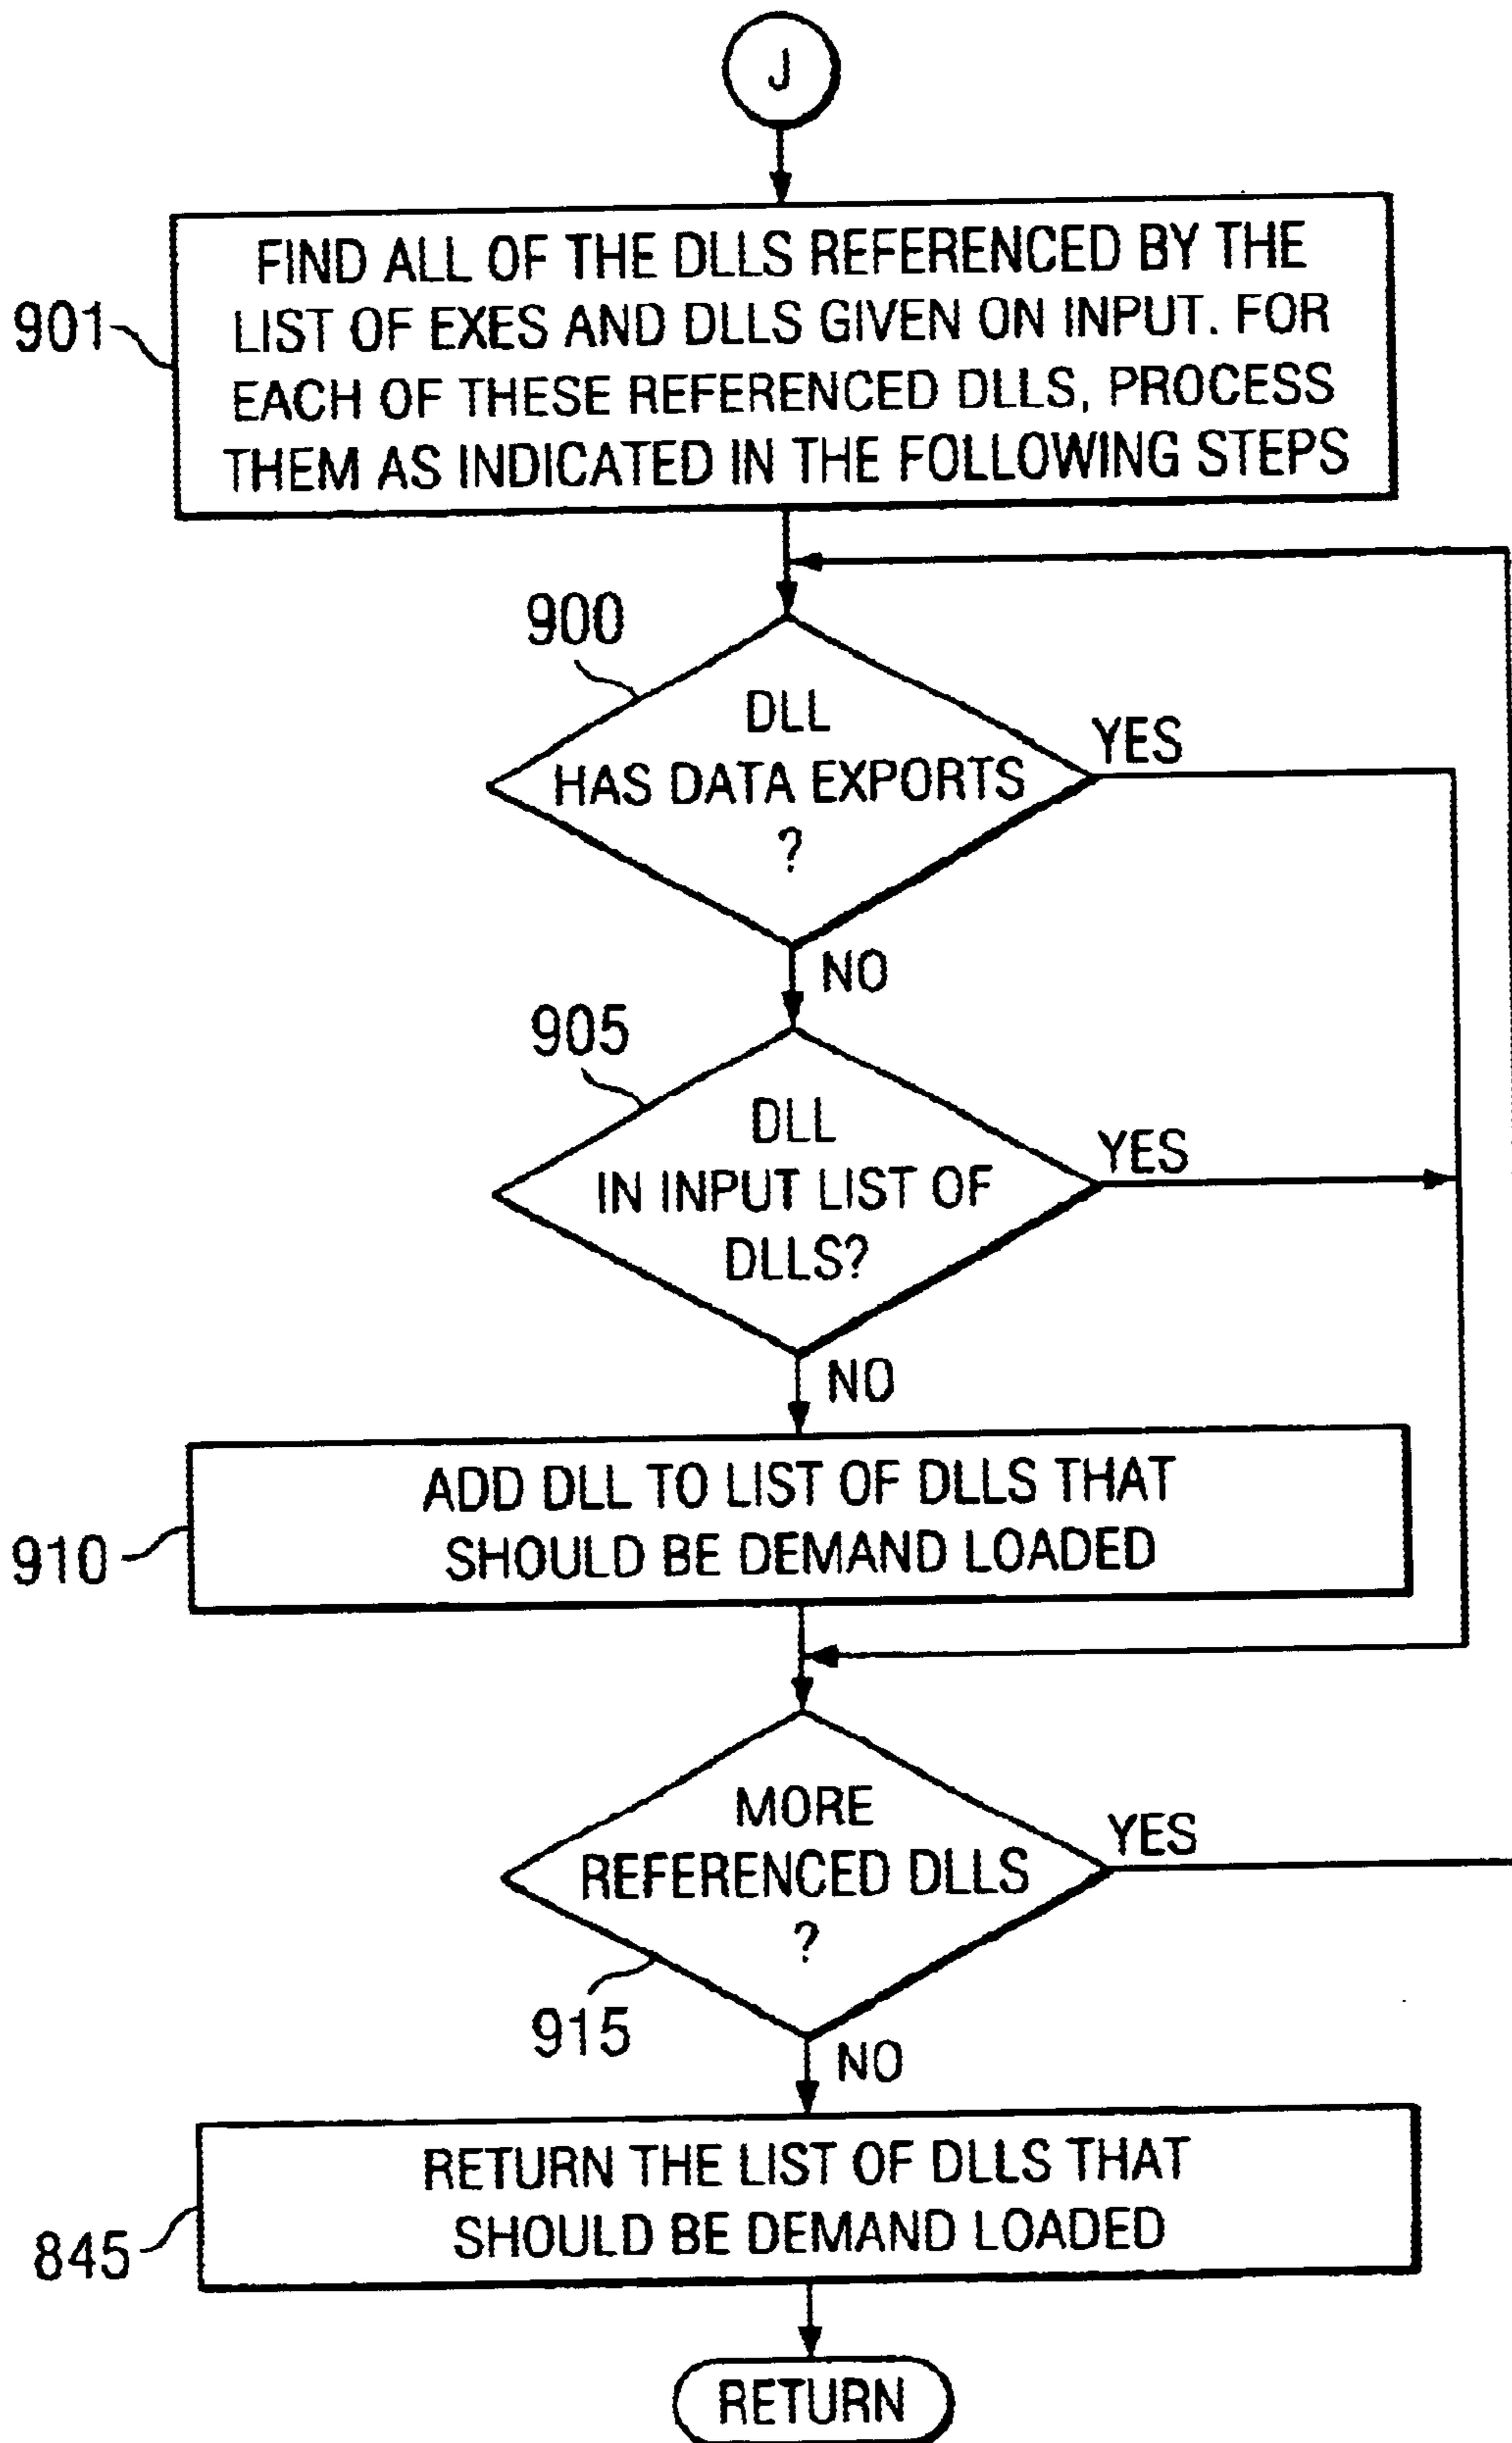 J
FIND ALL OF THE DLLS REFERENCED BY THE
LIST OF EXES AND DLLS GIVEN ON INPUT. FOR
EACH OF THESE REFERENCED DLLS, PROCESS
THEM AS INDICATED IN THE FOLLOWING STEPS
901
900
DLL
HAS DATA EXPORTS
?
YES
NO
905
DLL
IN INPUT LIST OF
DLLS?
YES
NO
ADD DLL TO LIST OF DLLS THAT
SHOULD BE DEMAND LOADED
910
MORE
REFERENCED DLLS
?
YES
915
NO
RETURN THE LIST OF DLLS THAT
SHOULD BE DEMAND LOADED
845
RETURN